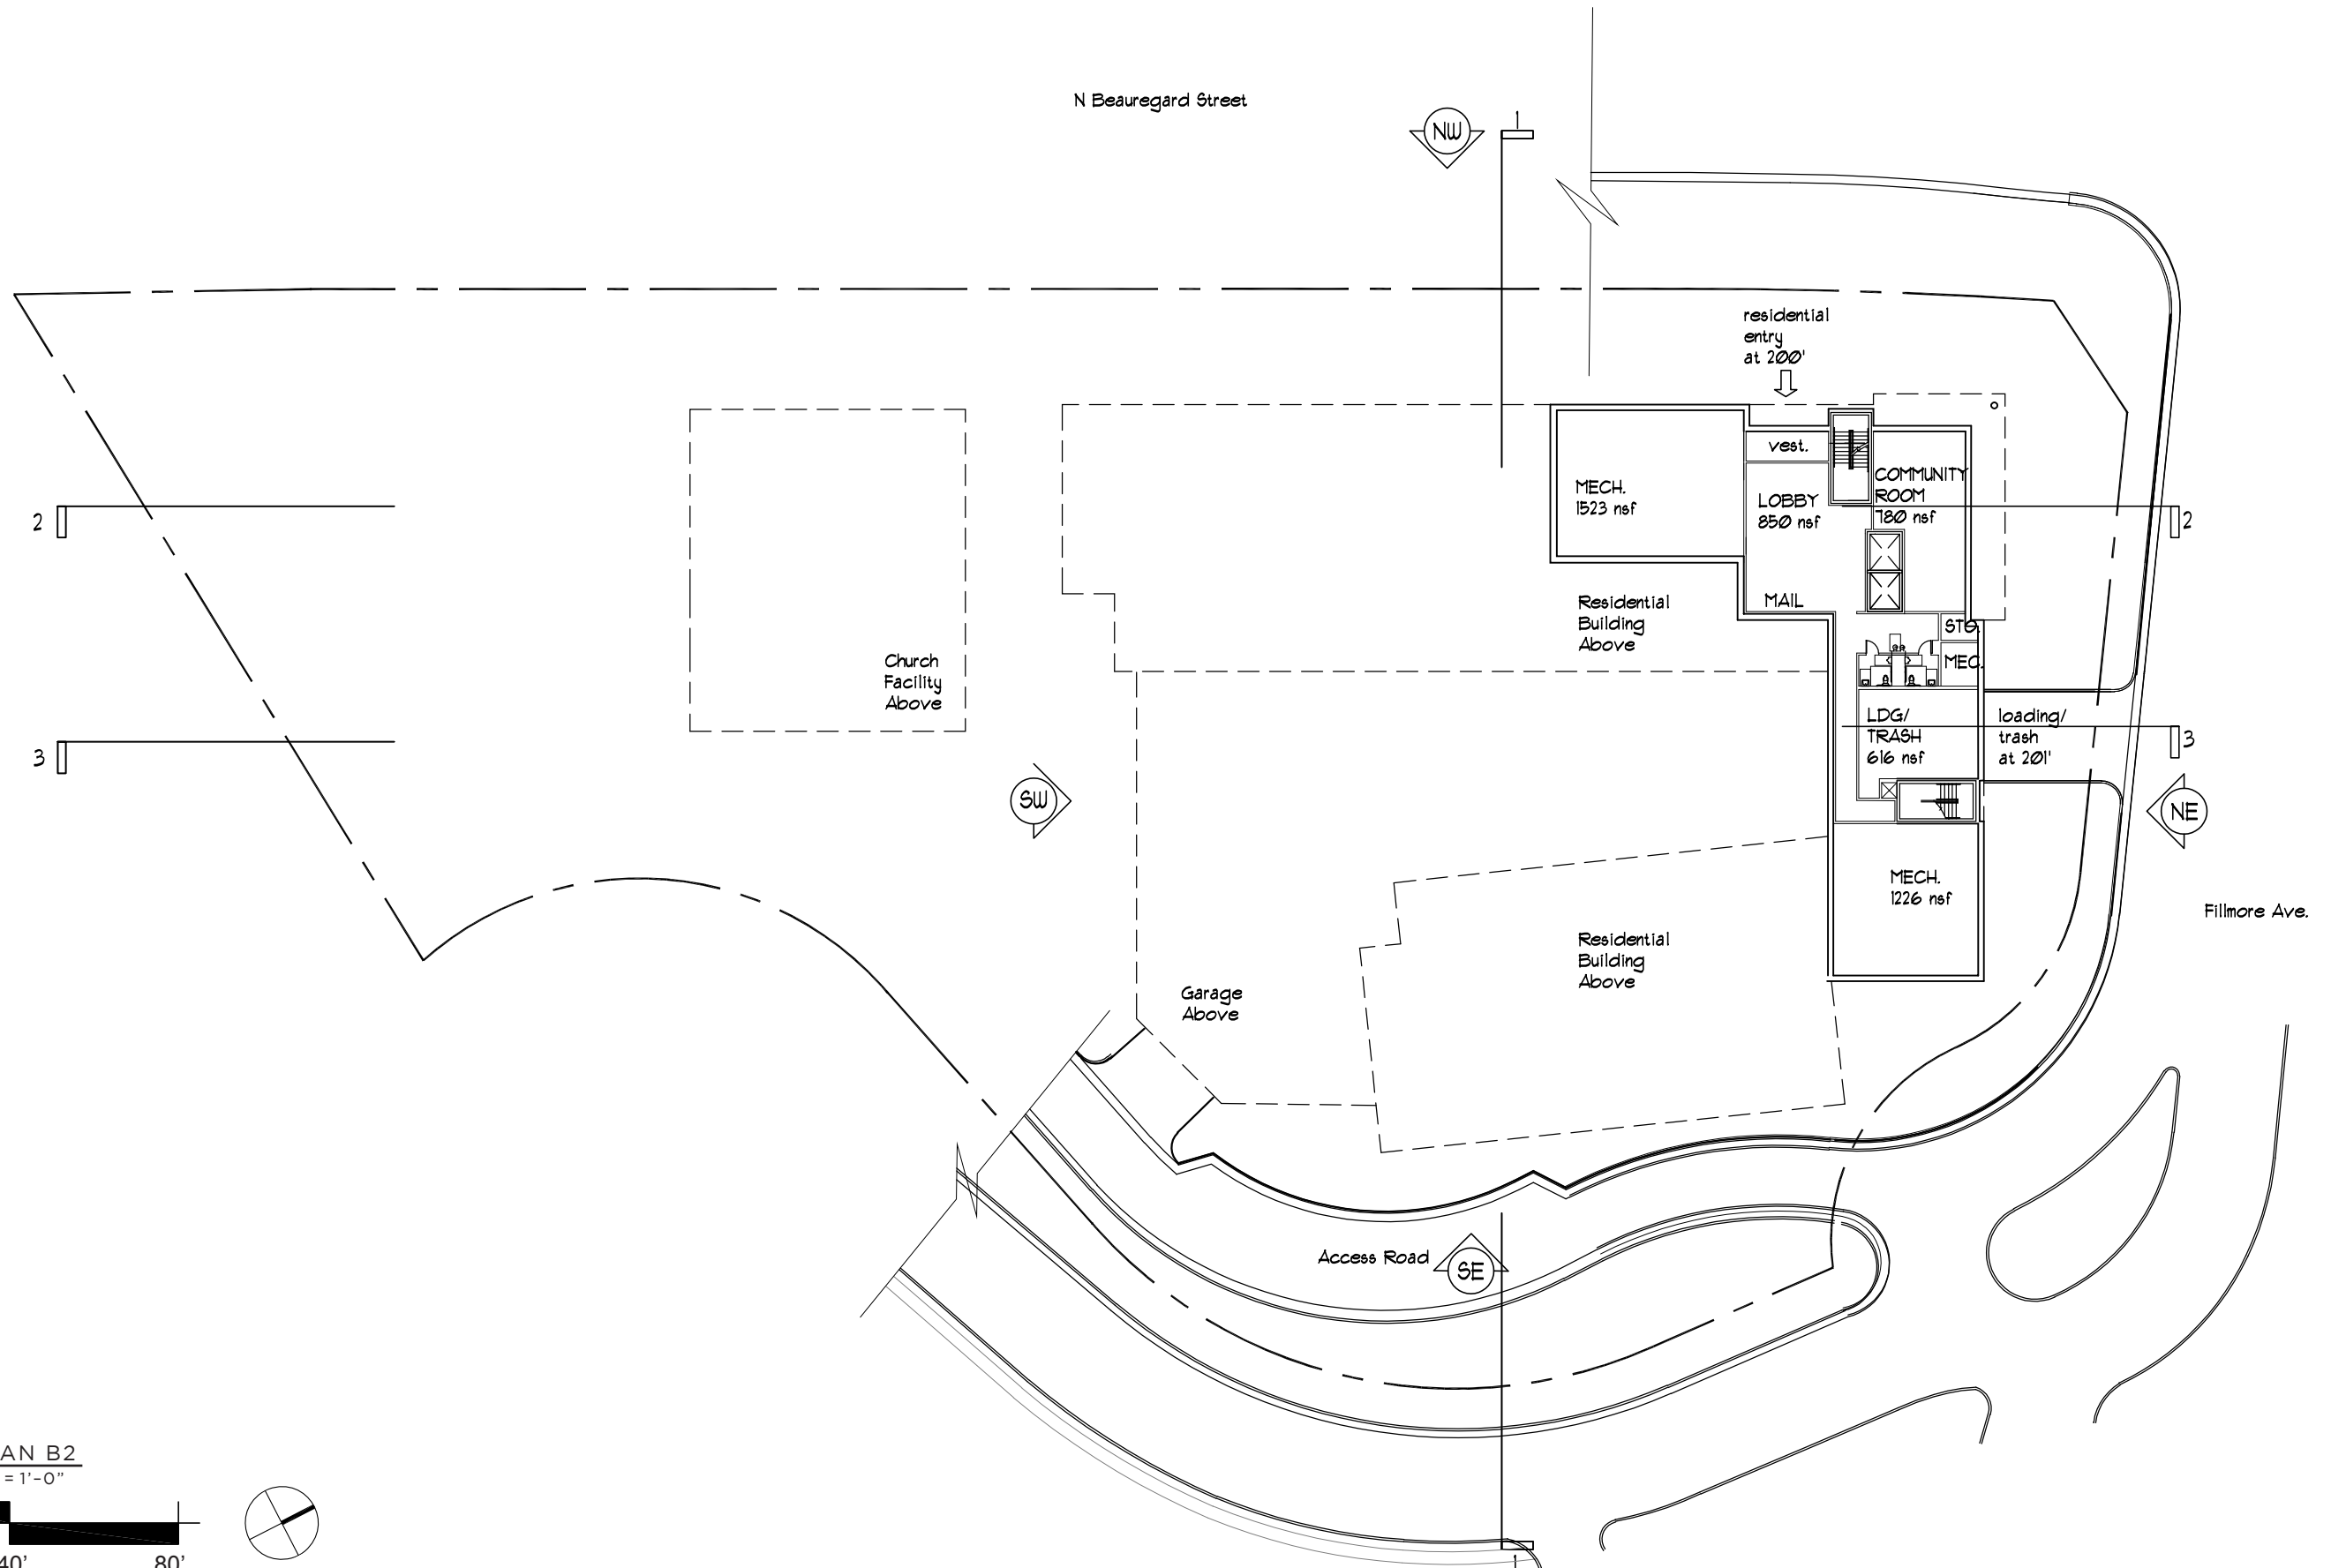 N Beauregard Street
NW
1
residential
entry
at 200'
vest.
COMMUNITY
ROOM
780 nsf
MECH.
1523 nsf
LOBBY
850 nsf
2
2
MAIL
Residential
Building
Above
STG.
MEC.
Church
Facility
Above
LDG/
TRASH
616 nsf
loading/
trash
at 201'
3
3
SW
NE
MECH.
1226 nsf
Fillmore Ave.
Residential
Building
Above
Garage
Above
Access Road
SE
AN B2
= 1'-0"
40'
80'
1